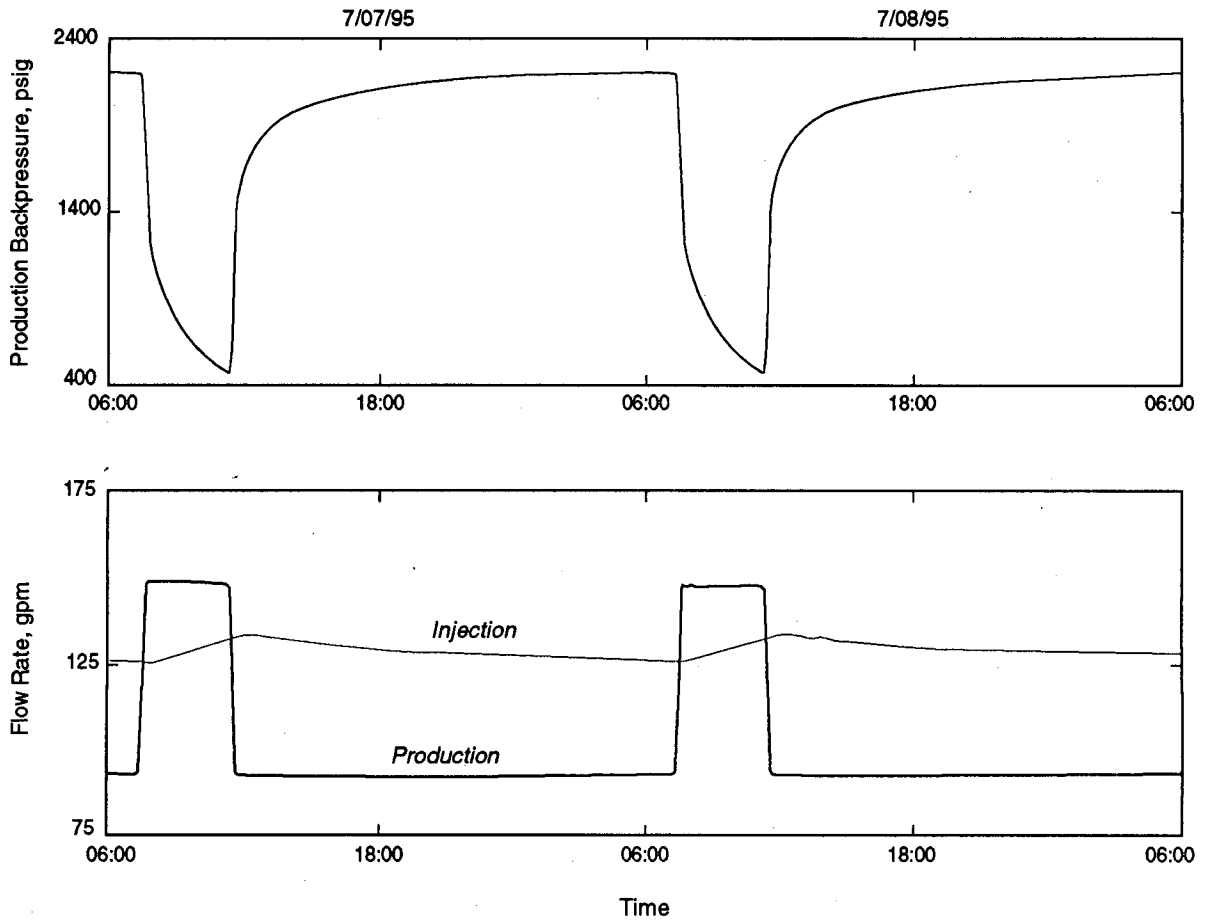 7/07/95 7/08/95
2400
1400
400
Production Backpressure, psig
06:00 18:00 06:00 18:00 06:00
175
125
75
Flow Rate, gpm
Injection
Production
06:00 18:00 06:00 18:00 06:00
Time